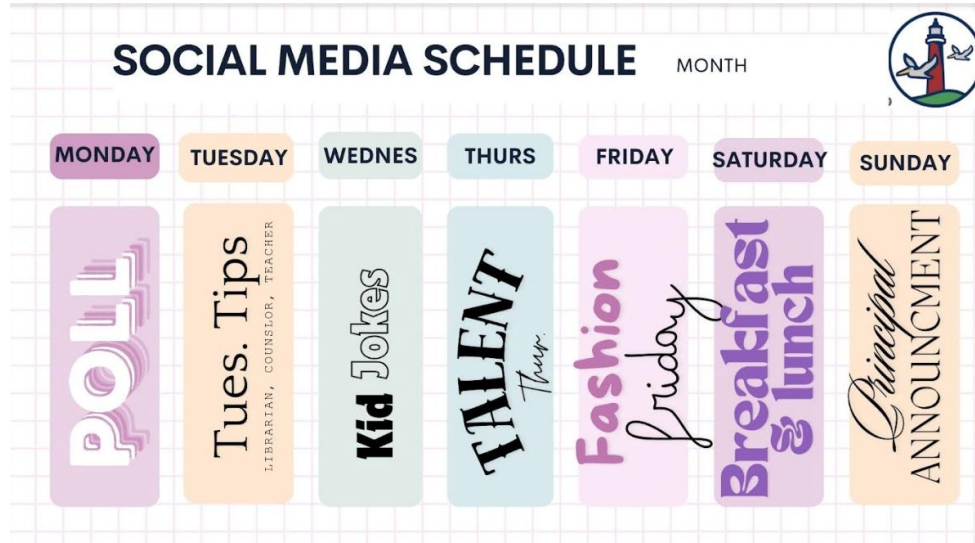 SOCIAL MEDIA SCHEDULE
MONTH
MONDAY
TUESDAY
WEDNES
THURS
FRIDAY
SATURDAY
SUNDAY
POLL
Tues. Tips
LIBRARIAN, COUNSLOR, TEACHER
Kid Jokes
TALENT
Thur.
Fashion
friday
Breakfast
& lunch
Principal
ANNOUNCMENT